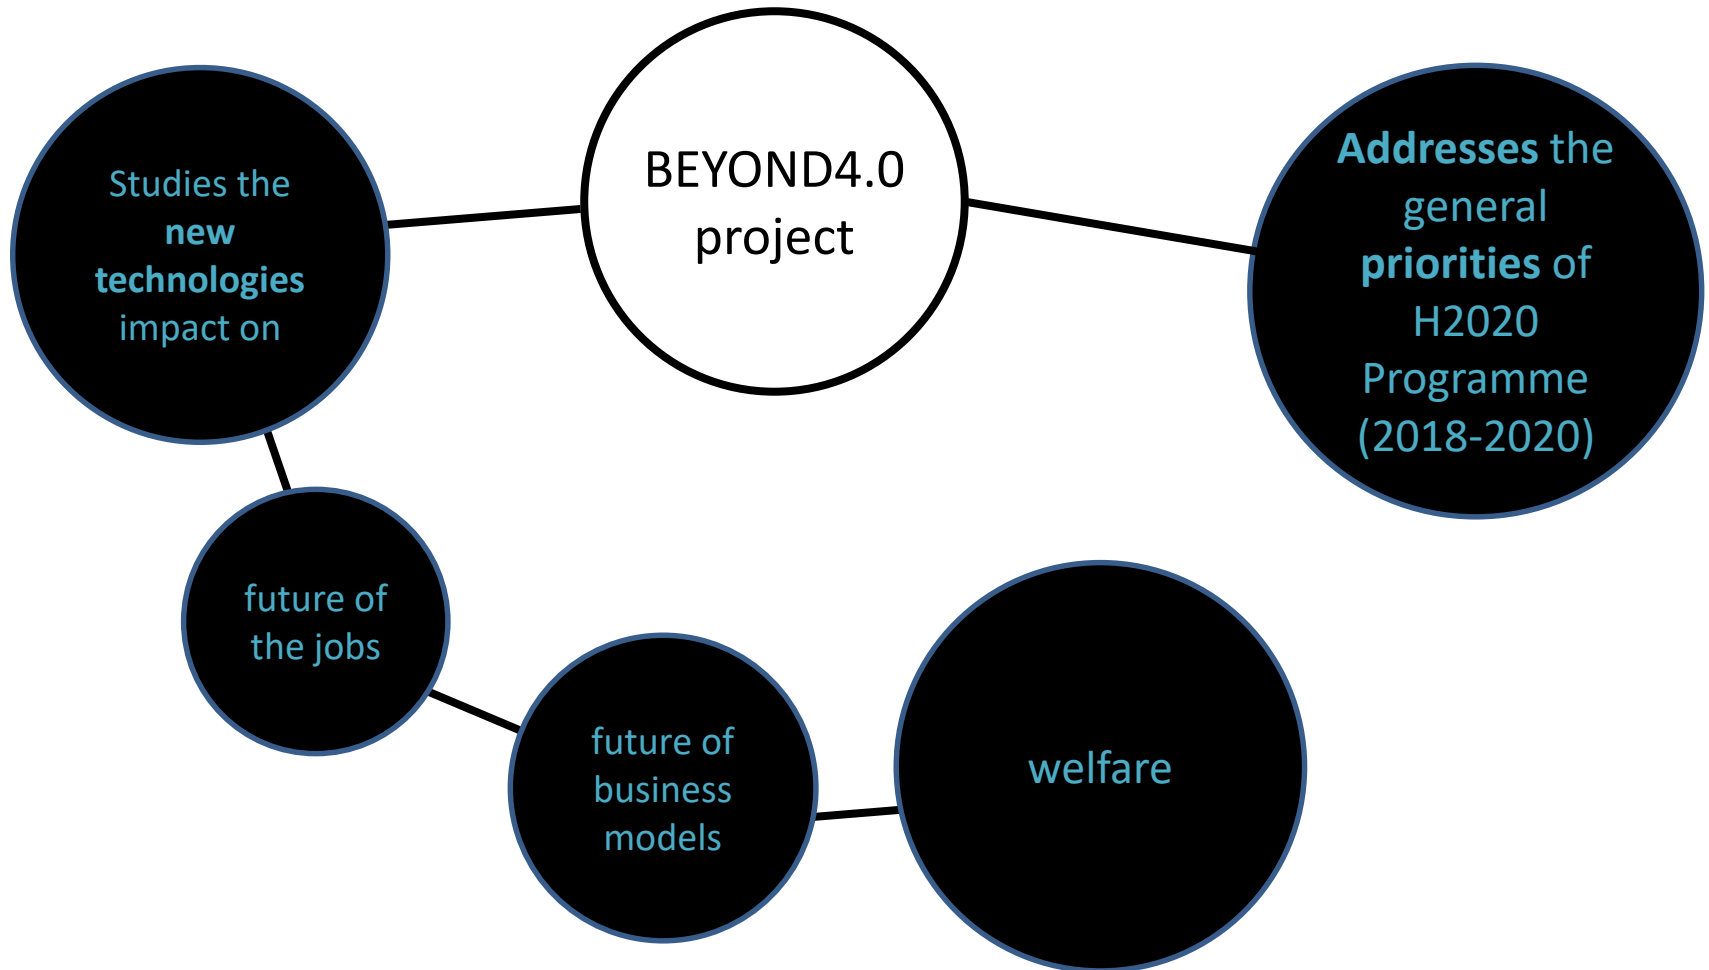 BEYOND4.0
project
Studies the
new
technologies
impact on
Addresses the
general
priorities of
H2020
Programme
(2018-2020)
future of
the jobs
future of
business
models
welfare